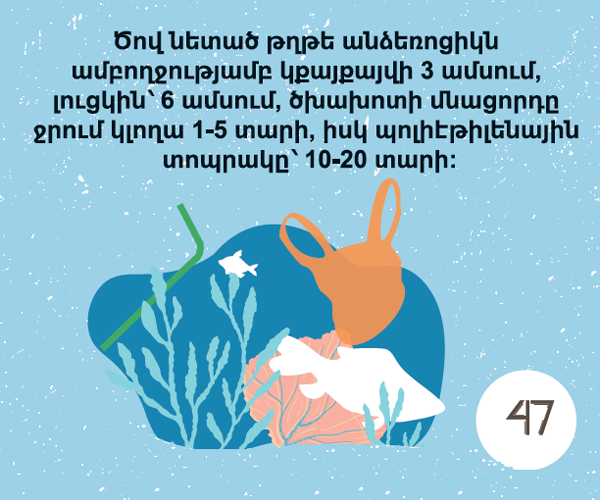 Ծով նետած թղթե անձեռոցիկն
ամբողջությամբ կքայքայվի 3 ամսում,
լուցկին՝ 6 ամսում, ծխախոտի մնացորդը
ջրում կլողա 1-5 տարի, իսկ պոլիէթիլենային
տոպրակը՝ 10-20 տարի:
47